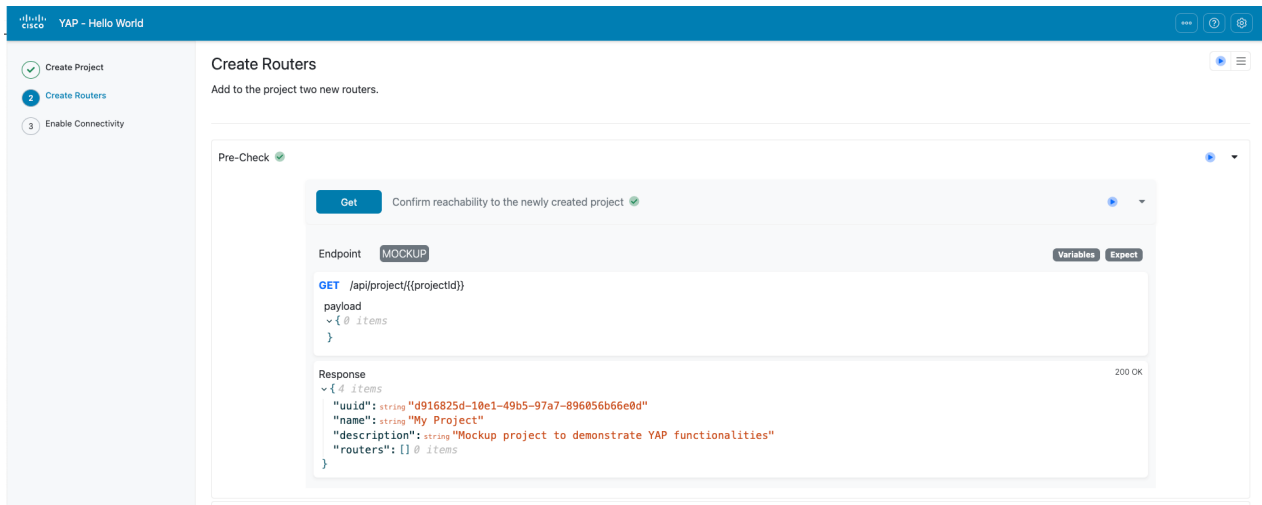 cisco YAP - Hello World
Create Project
2 Create Routers
3 Enable Connectivity
Create Routers
Add to the project two new routers.
Pre-Check
Get Confirm reachability to the newly created project
Endpoint MOCKUP Variables Expect
GET /api/project/{{projectId}}
payload
{ 0 items
}
Response 200 OK
{ 4 items
"uuid": string "d916825d-10e1-49b5-97a7-896056b66e0d"
"name": string "My Project"
"description": string "Mockup project to demonstrate YAP functionalities"
"routers": [] 0 items
}